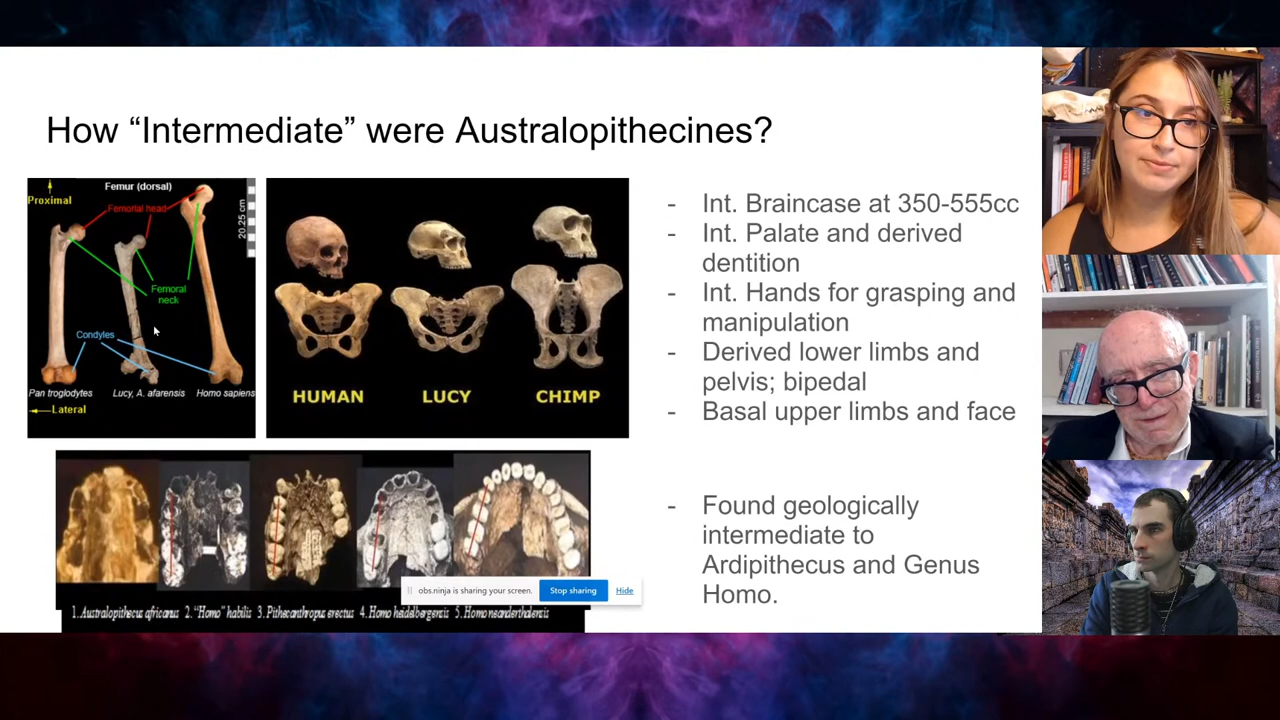 How “Intermediate” were Australopithecines?
Proximal
Femur (dorsal)
Femortal head
20.25 cm
Femoral
neck
Condyles
Pan troglodytes
Lucy, A. afarensis
Homo sapiens
Lateral
HUMAN
LUCY
CHIMP
- Int. Braincase at 350-555cc
- Int. Palate and derived
dentition
- Int. Hands for grasping and
manipulation
- Derived lower limbs and
pelvis; bipedal
- Basal upper limbs and face
- Found geologically
intermediate to
Ardipithecus and Genus
Homo.
obs.ninja is sharing your screen.
Stop sharing
Hide
1. Australopithecus africanus 2. "Homo" habilis 3. Pithecanthropus erectus 4. Homo heidelbergensis 5. Homo neanderthalensis